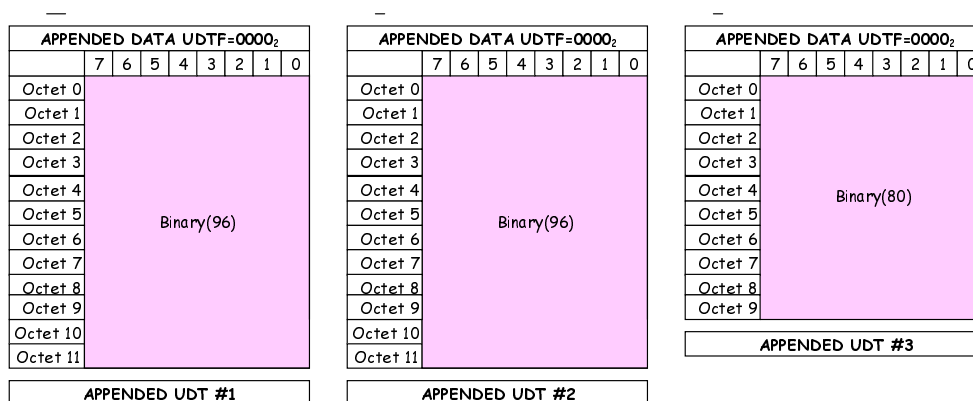 APPENDED DATA UDTF=0000₂
7 6 5 4 3 2 1 0
Octet 0
Octet 1
Octet 2
Octet 3
Octet 4
Octet 5
Octet 6
Octet 7
Octet 8
Octet 9
Octet 10
Octet 11
Binary(96)
APPENDED UDT #1
APPENDED DATA UDTF=0000₂
7 6 5 4 3 2 1 0
Octet 0
Octet 1
Octet 2
Octet 3
Octet 4
Octet 5
Octet 6
Octet 7
Octet 8
Octet 9
Octet 10
Octet 11
Binary(96)
APPENDED UDT #2
APPENDED DATA UDTF=0000₂
7 6 5 4 3 2 1 0
Octet 0
Octet 1
Octet 2
Octet 3
Octet 4
Octet 5
Octet 6
Octet 7
Octet 8
Octet 9
Binary(80)
APPENDED UDT #3